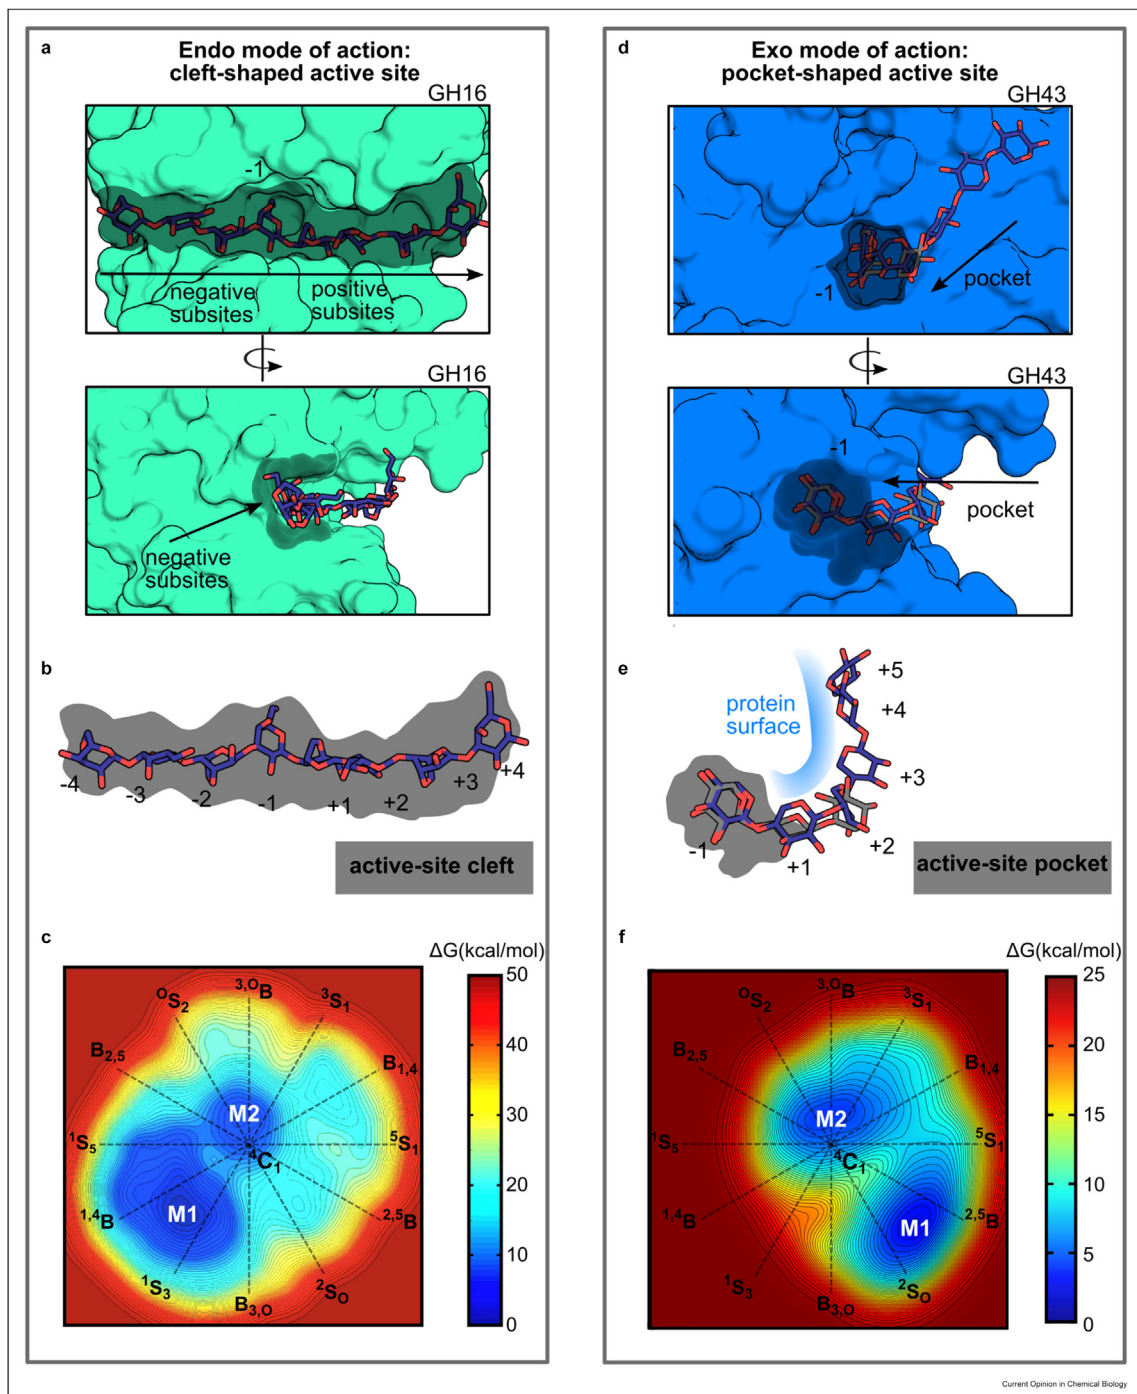 a
Endo mode of action:
cleft-shaped active site
GH16
-1
negative
subsites
positive
subsites
GH16
negative
subsites
b
-4
-3
-2
-1
+1
+2
+3
+4
active-site cleft
c
ΔG(kcal/mol)
50
40
30
20
10
0
³,ᴼB
³S₁
B₁,₄
⁵S₁
²,⁵B
²Sₒ
B₃,ₒ
¹S₃
¹,⁴B
¹S₅
B₂,₅
ᴼS₂
M2
⁴C₁
M1
d
Exo mode of action:
pocket-shaped active site
GH43
-1
pocket
GH43
-1
pocket
e
protein
surface
+5
+4
+3
+2
+1
-1
active-site pocket
f
ΔG(kcal/mol)
25
20
15
10
5
0
³,ᴼB
³S₁
B₁,₄
⁵S₁
²,⁵B
²Sₒ
B₃,ₒ
¹S₃
¹,⁴B
¹S₅
B₂,₅
ᴼS₂
M2
⁴C₁
M1
Current Opinion in Chemical Biology